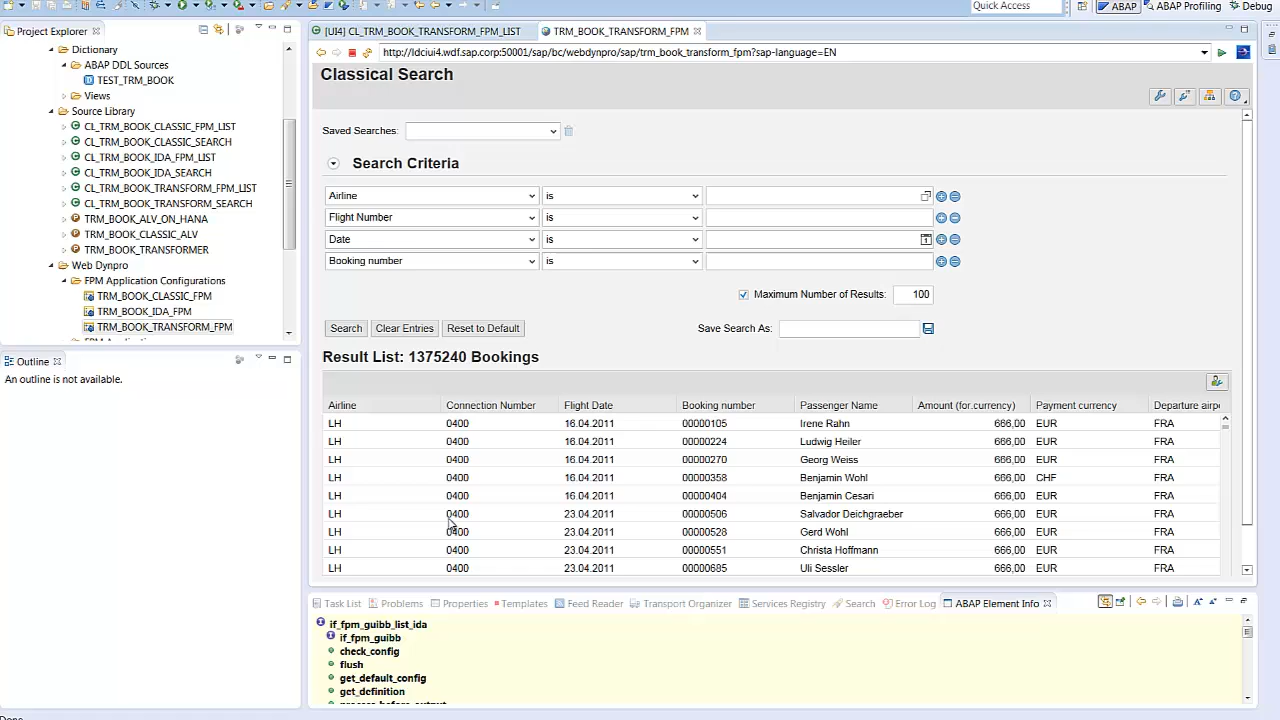 Quick Access
ABAP
ABAP Profiling
Debug
Project Explorer
Dictionary
ABAP DDL Sources
TEST_TRM_BOOK
Views
Source Library
CL_TRM_BOOK_CLASSIC_FPM_LIST
CL_TRM_BOOK_CLASSIC_SEARCH
CL_TRM_BOOK_IDA_FPM_LIST
CL_TRM_BOOK_IDA_SEARCH
CL_TRM_BOOK_TRANSFORM_FPM_LIST
CL_TRM_BOOK_TRANSFORM_SEARCH
TRM_BOOK_ALV_ON_HANA
TRM_BOOK_CLASSIC_ALV
TRM_BOOK_TRANSFORMER
Web Dynpro
FPM Application Configurations
TRM_BOOK_CLASSIC_FPM
TRM_BOOK_IDA_FPM
TRM_BOOK_TRANSFORM_FPM
Outline
An outline is not available.
[UI4] CL_TRM_BOOK_TRANSFORM_FPM_LIST
TRM_BOOK_TRANSFORM_FPM
http://ldciui4.wdf.sap.corp:50001/sap/bc/webdynpro/sap/trm_book_transform_fpm?sap-language=EN
Classical Search
Saved Searches:
Search Criteria
Airline is
Flight Number is
Date is
Booking number is
Maximum Number of Results: 100
Search Clear Entries Reset to Default Save Search As:
Result List: 1375240 Bookings
Airline Connection Number Flight Date Booking number Passenger Name Amount (for.currency) Payment currency Departure airpo
LH 0400 16.04.2011 00000105 Irene Rahn 666,00 EUR FRA
LH 0400 16.04.2011 00000224 Ludwig Heiler 666,00 EUR FRA
LH 0400 16.04.2011 00000270 Georg Weiss 666,00 EUR FRA
LH 0400 16.04.2011 00000358 Benjamin Wohl 666,00 CHF FRA
LH 0400 16.04.2011 00000404 Benjamin Cesari 666,00 EUR FRA
LH 0400 23.04.2011 00000506 Salvador Deichgraeber 666,00 EUR FRA
LH 0400 23.04.2011 00000528 Gerd Wohl 666,00 EUR FRA
LH 0400 23.04.2011 00000551 Christa Hoffmann 666,00 EUR FRA
LH 0400 23.04.2011 00000685 Uli Sessler 666,00 EUR FRA
Task List Problems Properties Templates Feed Reader Transport Organizer Services Registry Search Error Log ABAP Element Info
if_fpm_guibb_list_ida
if_fpm_guibb
check_config
flush
get_default_config
get_definition